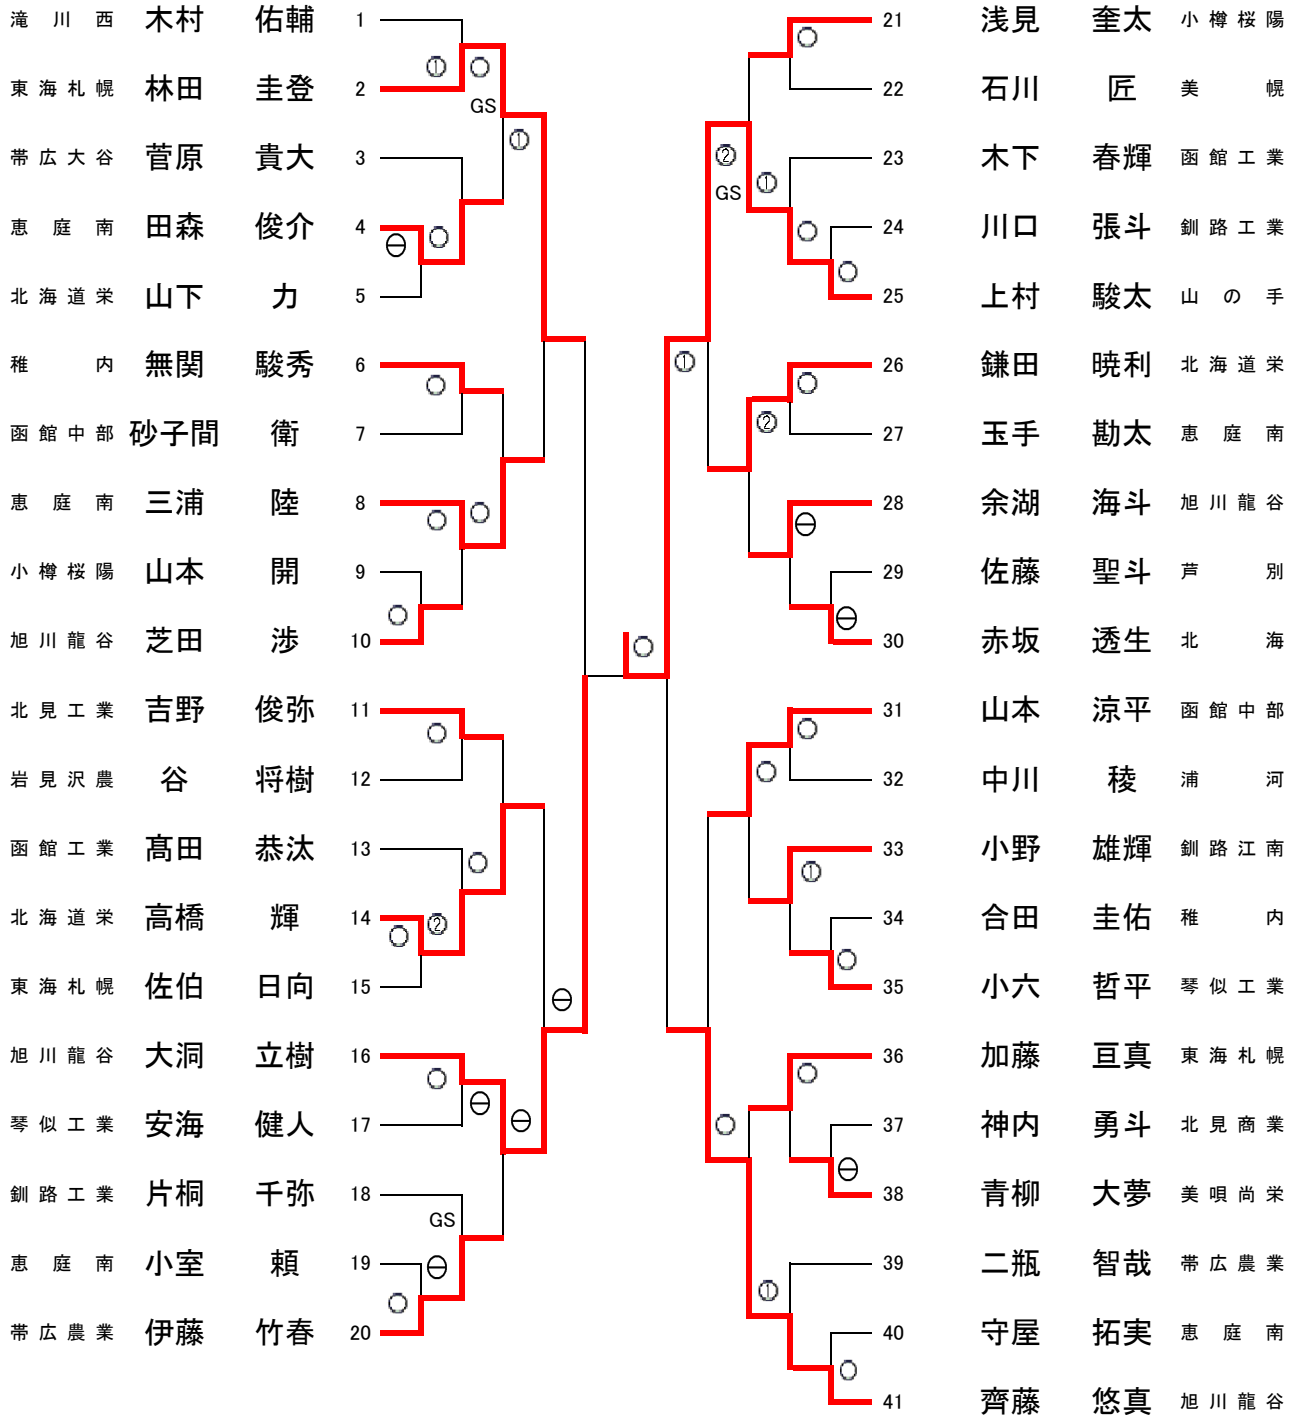 滝川西 木村 佑輔 1
①
東海札幌 林田 圭登 2
GS
①
帯広大谷 菅原 貴大 3
恵庭南 田森 俊介 4
北海道栄 山下 力 5
稚内 無関 駿秀 6
函館中部 砂子間 衛 7
恵庭南 三浦 陸 8
小樽桜陽 山本 開 9
旭川龍谷 芝田 渉 10
北見工業 吉野 俊弥 11
岩見沢農 谷 将樹 12
函館工業 髙田 恭汰 13
北海道栄 高橋 輝 14
②
東海札幌 佐伯 日向 15
旭川龍谷 大洞 立樹 16
琴似工業 安海 健人 17
釧路工業 片桐 千弥 18
GS
恵庭南 小室 頼 19
帯広農業 伊藤 竹春 20
21 浅見 奎太 小樽桜陽
22 石川 匠 美幌
②
23 木下 春輝 函館工業
GS
①
24 川口 張斗 釧路工業
25 上村 駿太 山の手
①
26 鎌田 暁利 北海道栄
②
27 玉手 勘太 恵庭南
28 余湖 海斗 旭川龍谷
29 佐藤 聖斗 芦別
30 赤坂 透生 北海
31 山本 涼平 函館中部
32 中川 稜 浦河
33 小野 雄輝 釧路江南
①
34 合田 圭佑 稚内
35 小六 哲平 琴似工業
36 加藤 亘真 東海札幌
37 神内 勇斗 北見商業
38 青柳 大夢 美唄尚栄
39 二瓶 智哉 帯広農業
①
40 守屋 拓実 恵庭南
41 齊藤 悠真 旭川龍谷